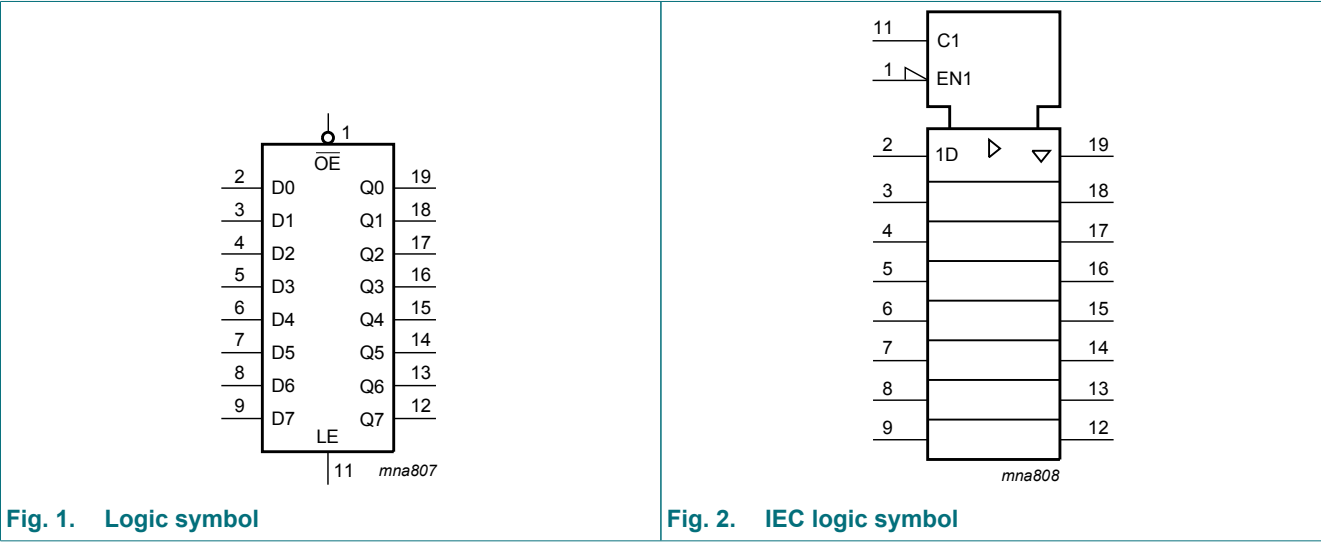 1
OE
2 D0 Q0 19
3 D1 Q1 18
4 D2 Q2 17
5 D3 Q3 16
6 D4 Q4 15
7 D5 Q5 14
8 D6 Q6 13
9 D7 Q7 12
LE
11 mna807
Fig. 1. Logic symbol
11 C1
1 EN1
2 1D 19
3 18
4 17
5 16
6 15
7 14
8 13
9 12
mna808
Fig. 2. IEC logic symbol